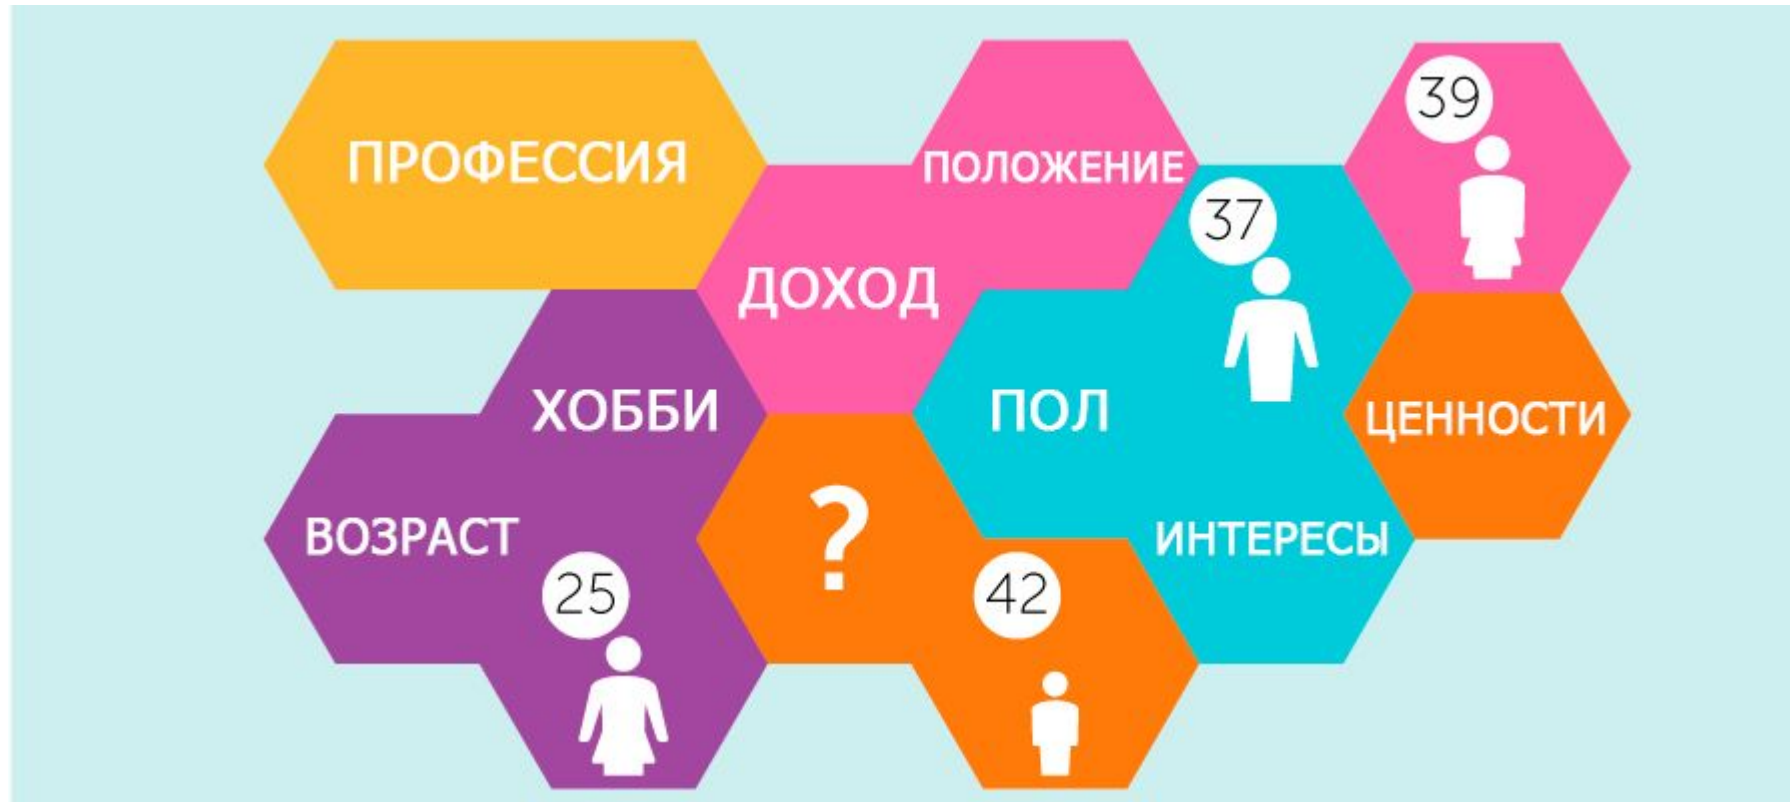 ПРОФЕССИЯ
ПОЛОЖЕНИЕ
39
37
ДОХОД
ХОББИ
ПОЛ
ЦЕННОСТИ
ВОЗРАСТ
?
ИНТЕРЕСЫ
25
42